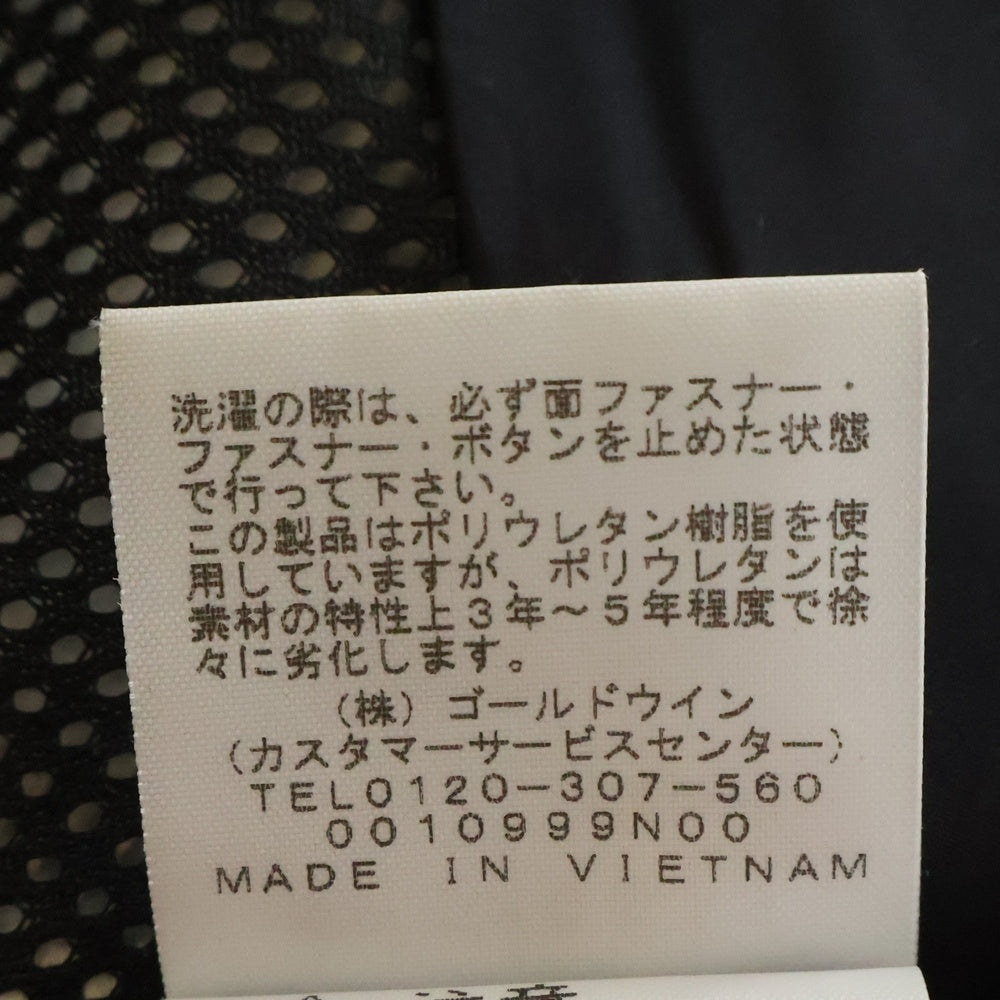 洗濯の際は、必ず面ファスナー・
ファスナー・ボタンを止めた状態
で行って下さい。
この製品はポリウレタン樹脂を使
用していますが、ポリウレタンは
素材の特性上3年～5年程度で徐
々に劣化します。
(株) ゴールドウイン
(カスタマーサービスセンター)
TEL0120-307-560
0010999N00
MADE IN VIETNAM
注意